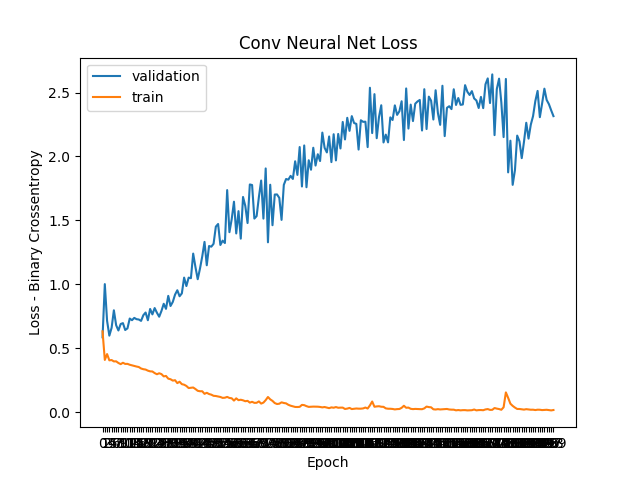 Conv Neural Net Loss
validation
train
2.5
2.0
1.5
1.0
0.5
0.0
Loss - Binary Crossentropy
Epoch